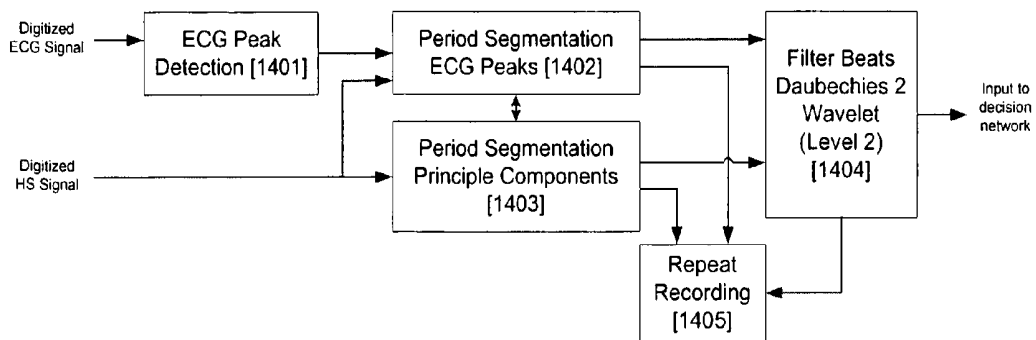 Digitized
ECG Signal
ECG Peak
Detection [1401]
Period Segmentation
ECG Peaks [1402]
Filter Beats
Daubechies 2
Wavelet
(Level 2)
[1404]
Input to
decision
network
Digitized
HS Signal
Period Segmentation
Principle Components
[1403]
Repeat
Recording
[1405]